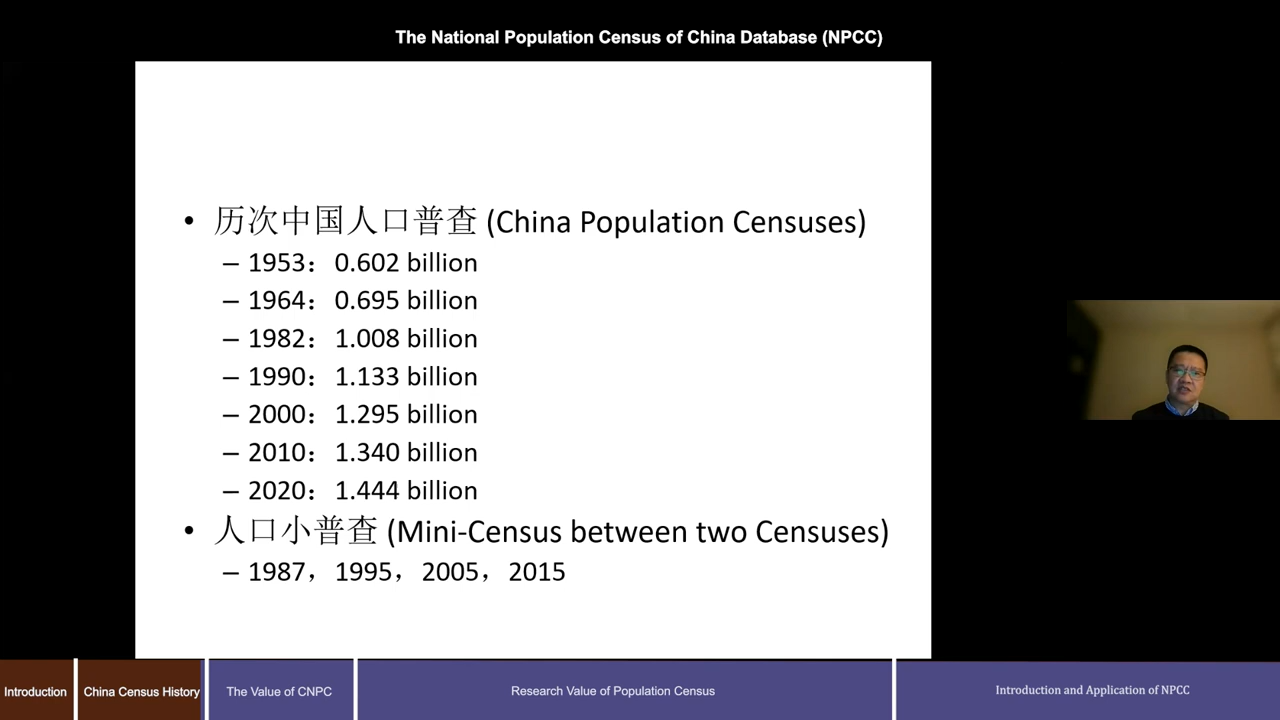 The National Population Census of China Database (NPCC)
• 历次中国人口普查 (China Population Censuses)
– 1953：0.602 billion
– 1964：0.695 billion
– 1982：1.008 billion
– 1990：1.133 billion
– 2000：1.295 billion
– 2010：1.340 billion
– 2020：1.444 billion
• 人口小普查 (Mini-Census between two Censuses)
– 1987，1995，2005，2015
Introduction
China Census History
The Value of CNPC
Research Value of Population Census
Introduction and Application of NPCC